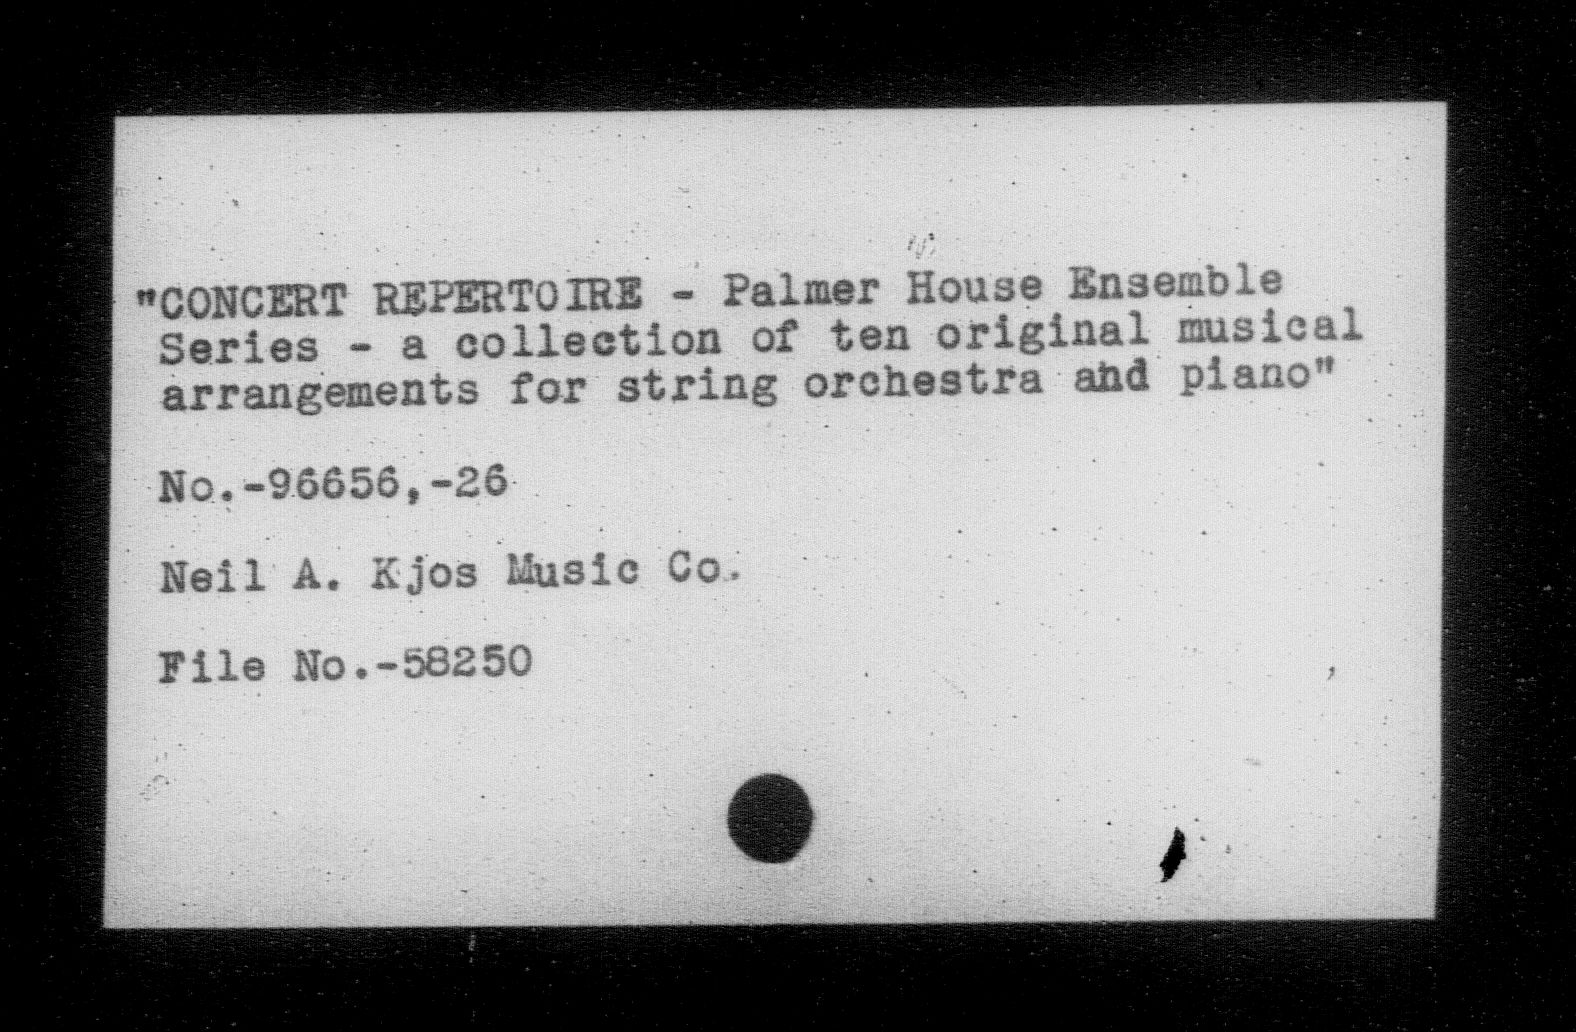 "CONCERT REPERTOIRE - Palmer House Ensemble
Series - a collection of ten original musical
arrangements for string orchestra and piano"
No.-96656,-26
Neil A. Kjos Music Co.
File No.-58250